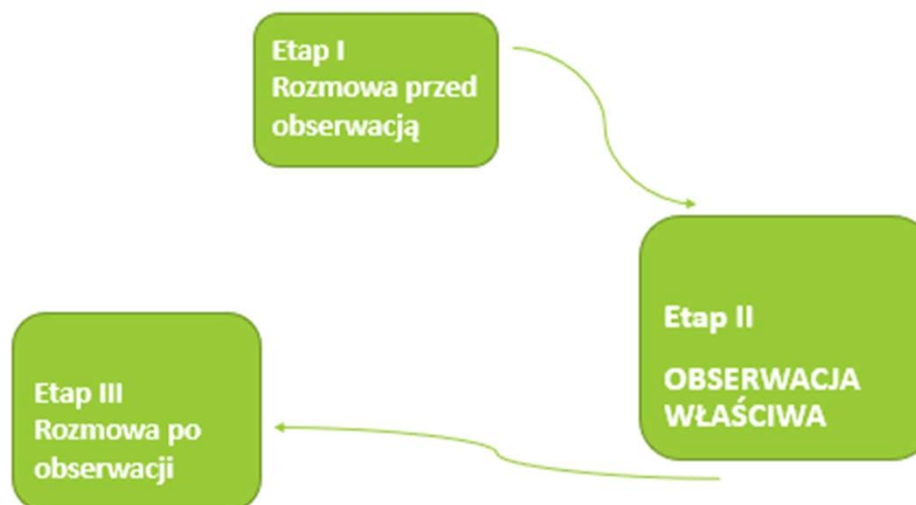 Etap I
Rozmowa przed
obserwacją
Etap II
OBSERWACJA
WŁAŚCIWA
Etap III
Rozmowa po
obserwacji